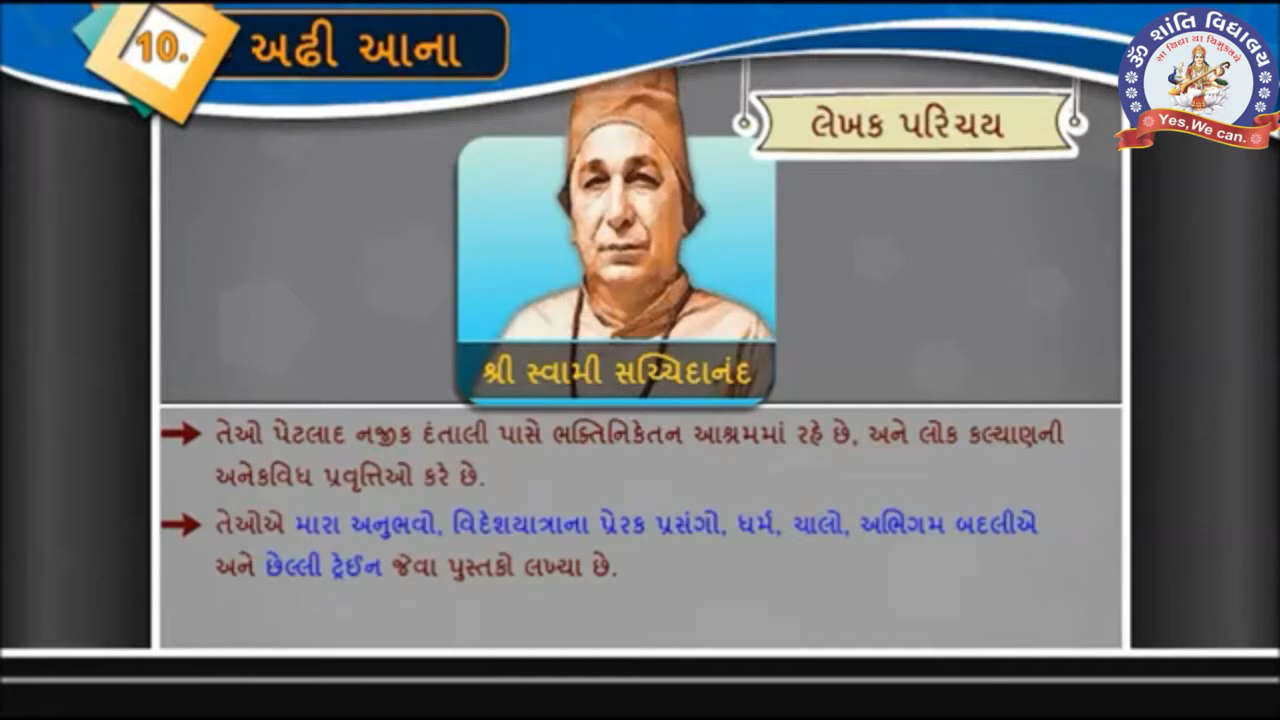 10.
અઢી આના
ૐ શાંતિ વિદ્યાલય
સા વિદ્યા યા વિમુક્તયે
Yes, We can.
લેખક પરિચય
શ્રી સ્વામી સચ્ચિદાનંદ
તેઓ પેટલાદ નજીક દંતાલી પાસે ભક્તિનિકેતન આશ્રમમાં રહે છે, અને લોક કલ્યાણની
અનેકવિધ પ્રવૃત્તિઓ કરે છે.
તેઓએ મારા અનુભવો, વિદેશયાત્રાના પ્રેરક પ્રસંગો, ધર્મ, ચાલો, અભિગમ બદલીએ
અને છેલ્લી ટ્રેઈન જેવા પુસ્તકો લખ્યા છે.